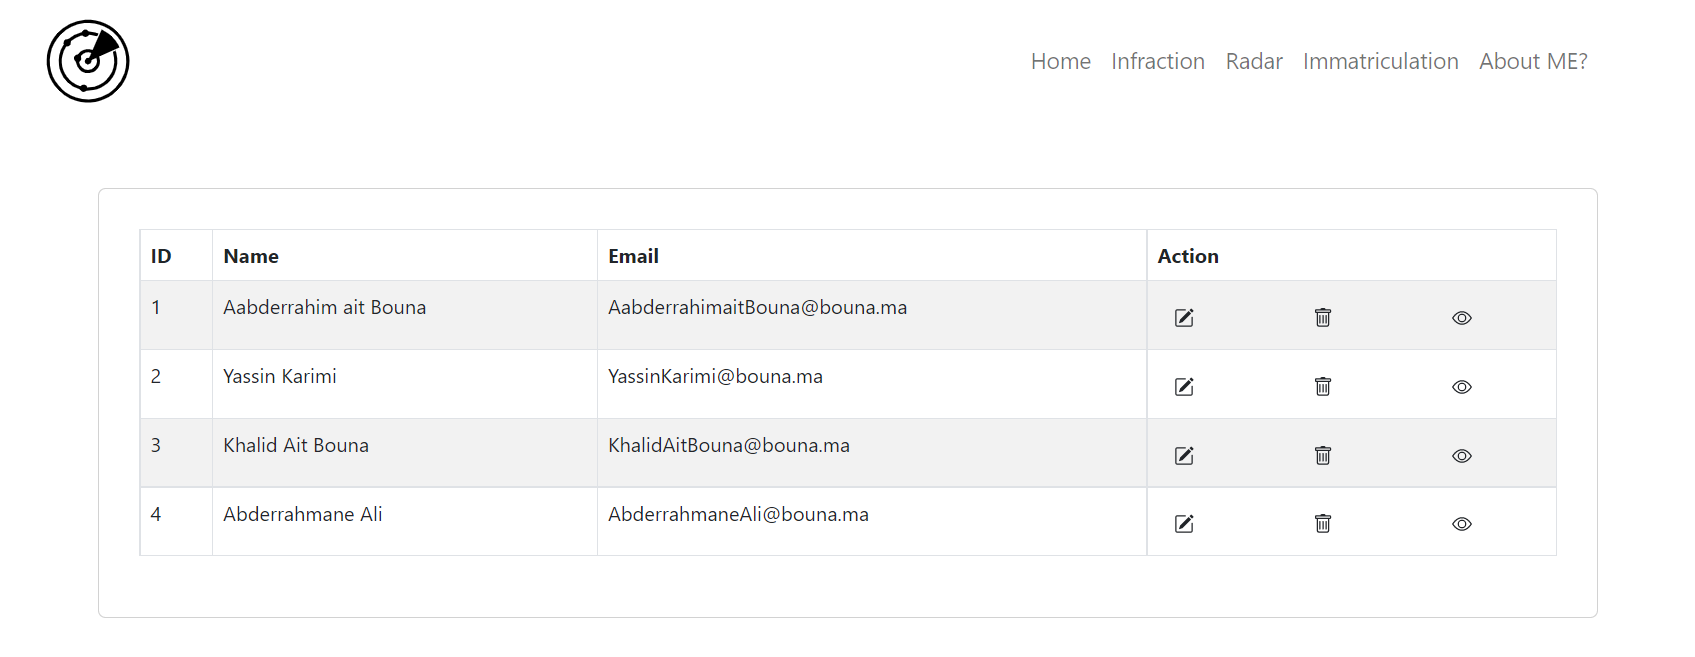 Home Infraction Radar Immatriculation About ME?
ID Name Email Action
1 Aabderrahim ait Bouna AabderrahimaitBouna@bouna.ma
2 Yassin Karimi YassinKarimi@bouna.ma
3 Khalid Ait Bouna KhalidAitBouna@bouna.ma
4 Abderrahmane Ali AbderrahmaneAli@bouna.ma